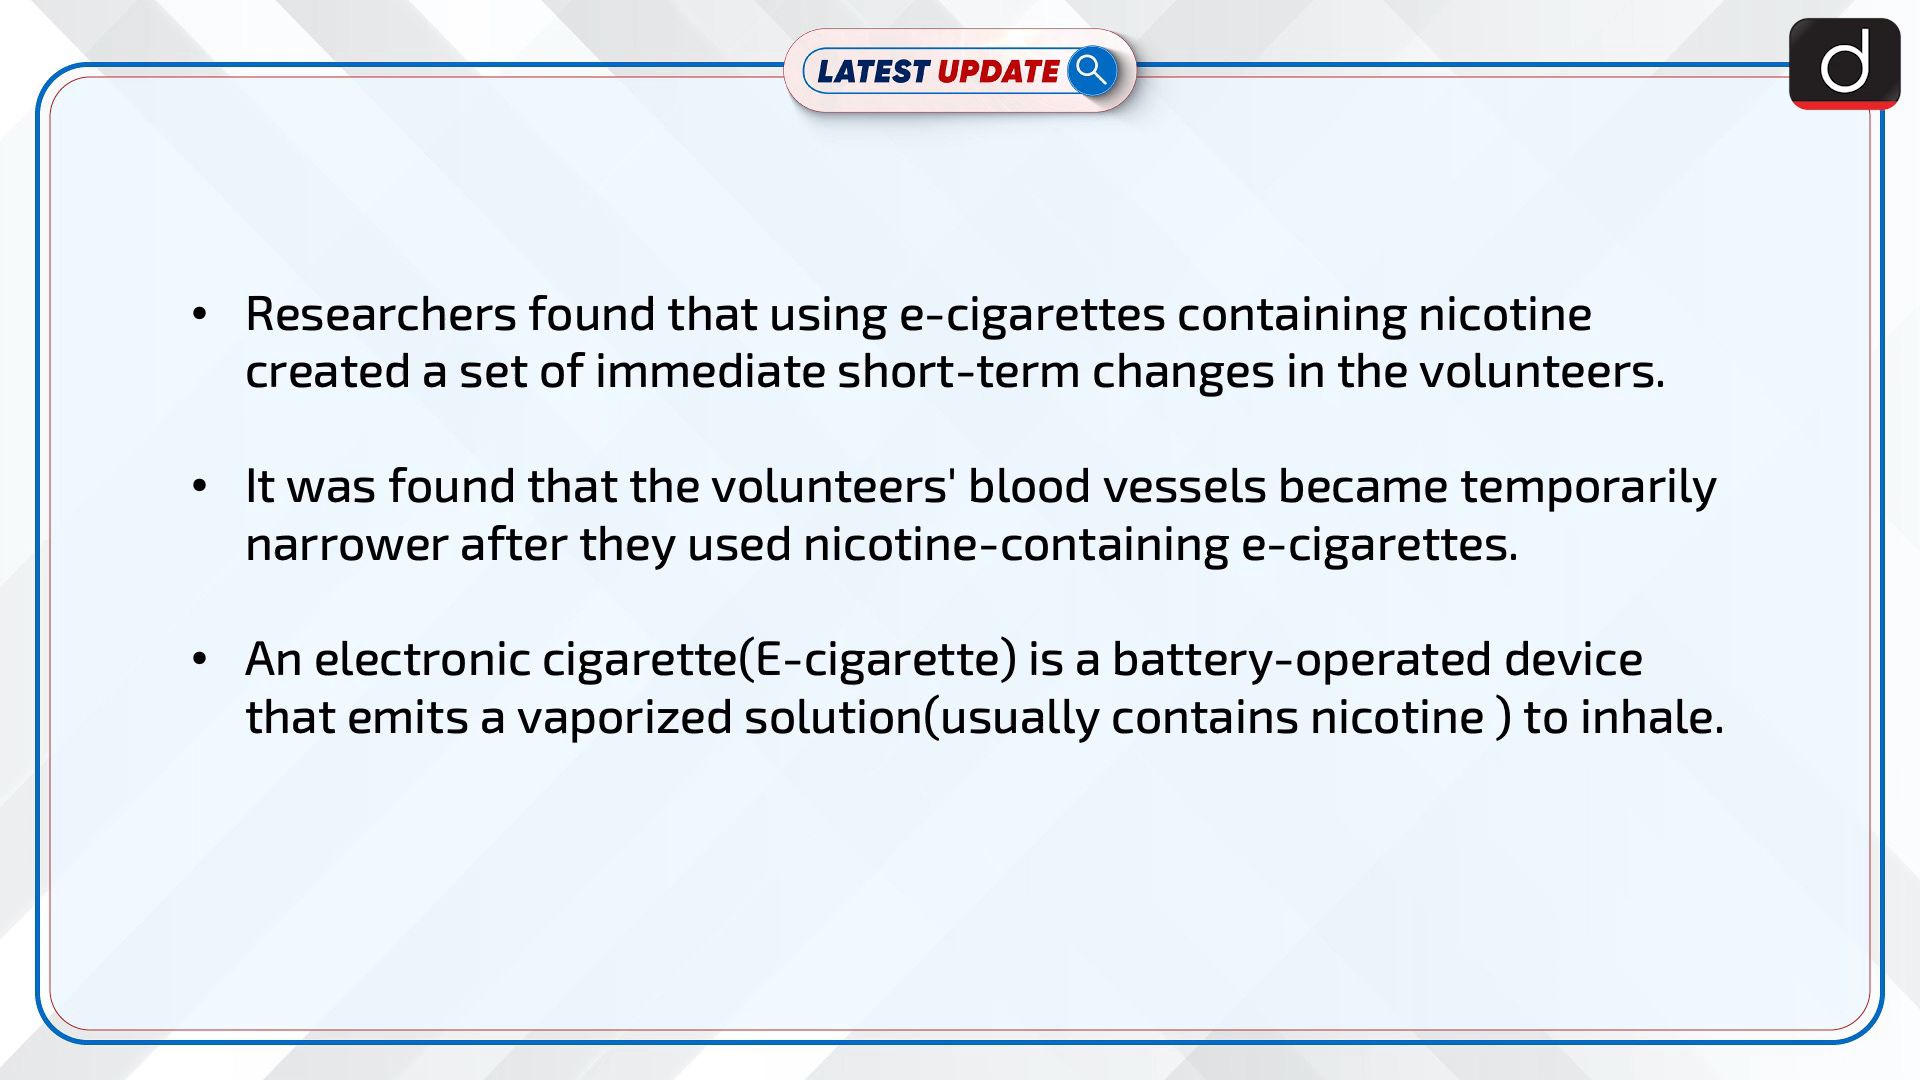 LATEST UPDATE
d
• Researchers found that using e-cigarettes containing nicotine
created a set of immediate short-term changes in the volunteers.
• It was found that the volunteers' blood vessels became temporarily
narrower after they used nicotine-containing e-cigarettes.
• An electronic cigarette(E-cigarette) is a battery-operated device
that emits a vaporized solution(usually contains nicotine ) to inhale.